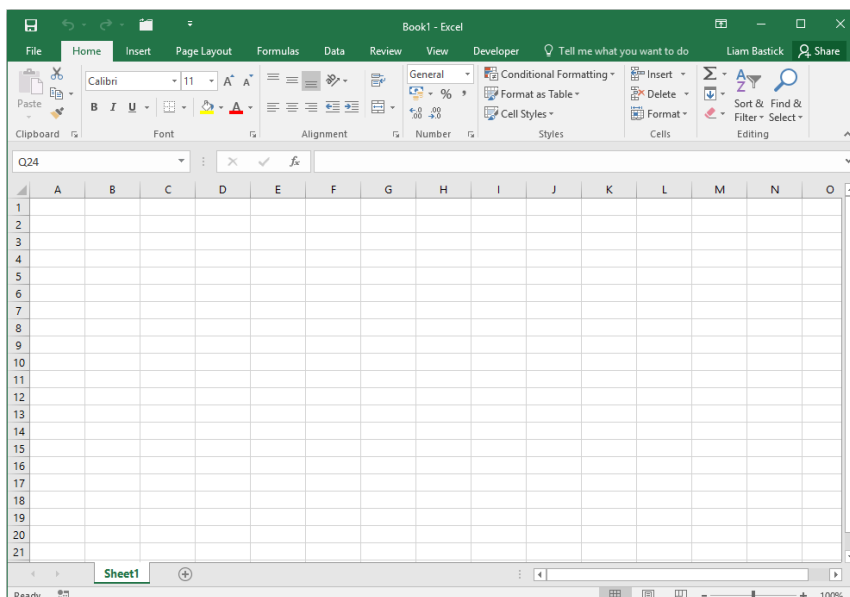 Book1 - Excel
File Home Insert Page Layout Formulas Data Review View Developer Tell me what you want to do Liam Bastick Share
Paste
Calibri 11 A A
B I U A
General
% ,
Conditional Formatting
Format as Table
Cell Styles
Insert
Delete
Format
Sort & Filter
Find & Select
Clipboard Font Alignment Number Styles Cells Editing
Q24 fx
A B C D E F G H I J K L M N O
1
2
3
4
5
6
7
8
9
10
11
12
13
14
15
16
17
18
19
20
21
Sheet1
Ready 100%